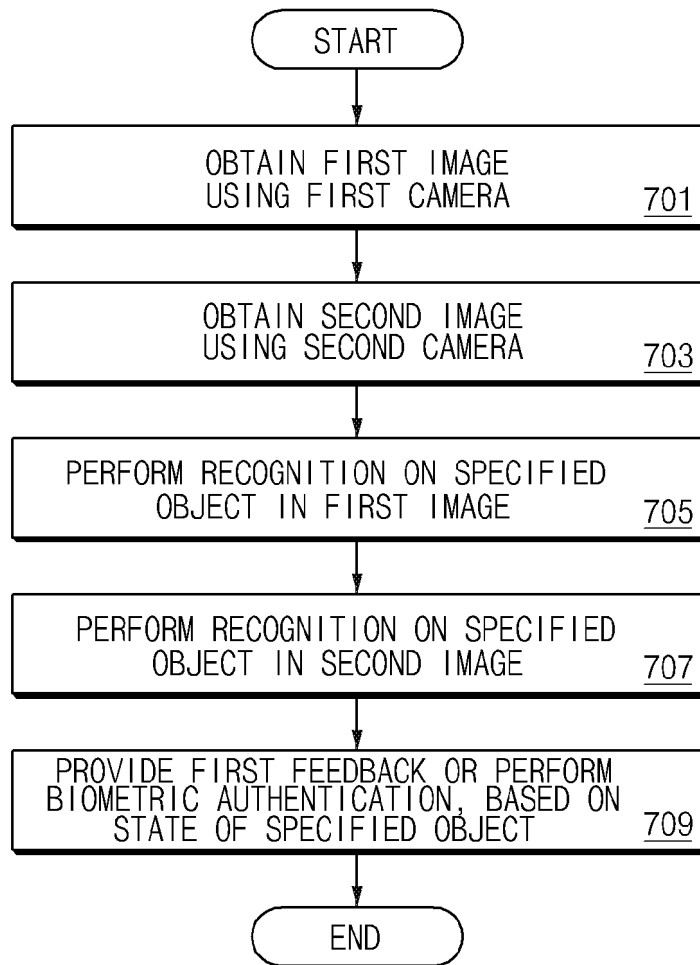 START
OBTAIN FIRST IMAGE
USING FIRST CAMERA
701
OBTAIN SECOND IMAGE
USING SECOND CAMERA
703
PERFORM RECOGNITION ON SPECIFIED
OBJECT IN FIRST IMAGE
705
PERFORM RECOGNITION ON SPECIFIED
OBJECT IN SECOND IMAGE
707
PROVIDE FIRST FEEDBACK OR PERFORM
BIOMETRIC AUTHENTICATION, BASED ON
STATE OF SPECIFIED OBJECT
709
END